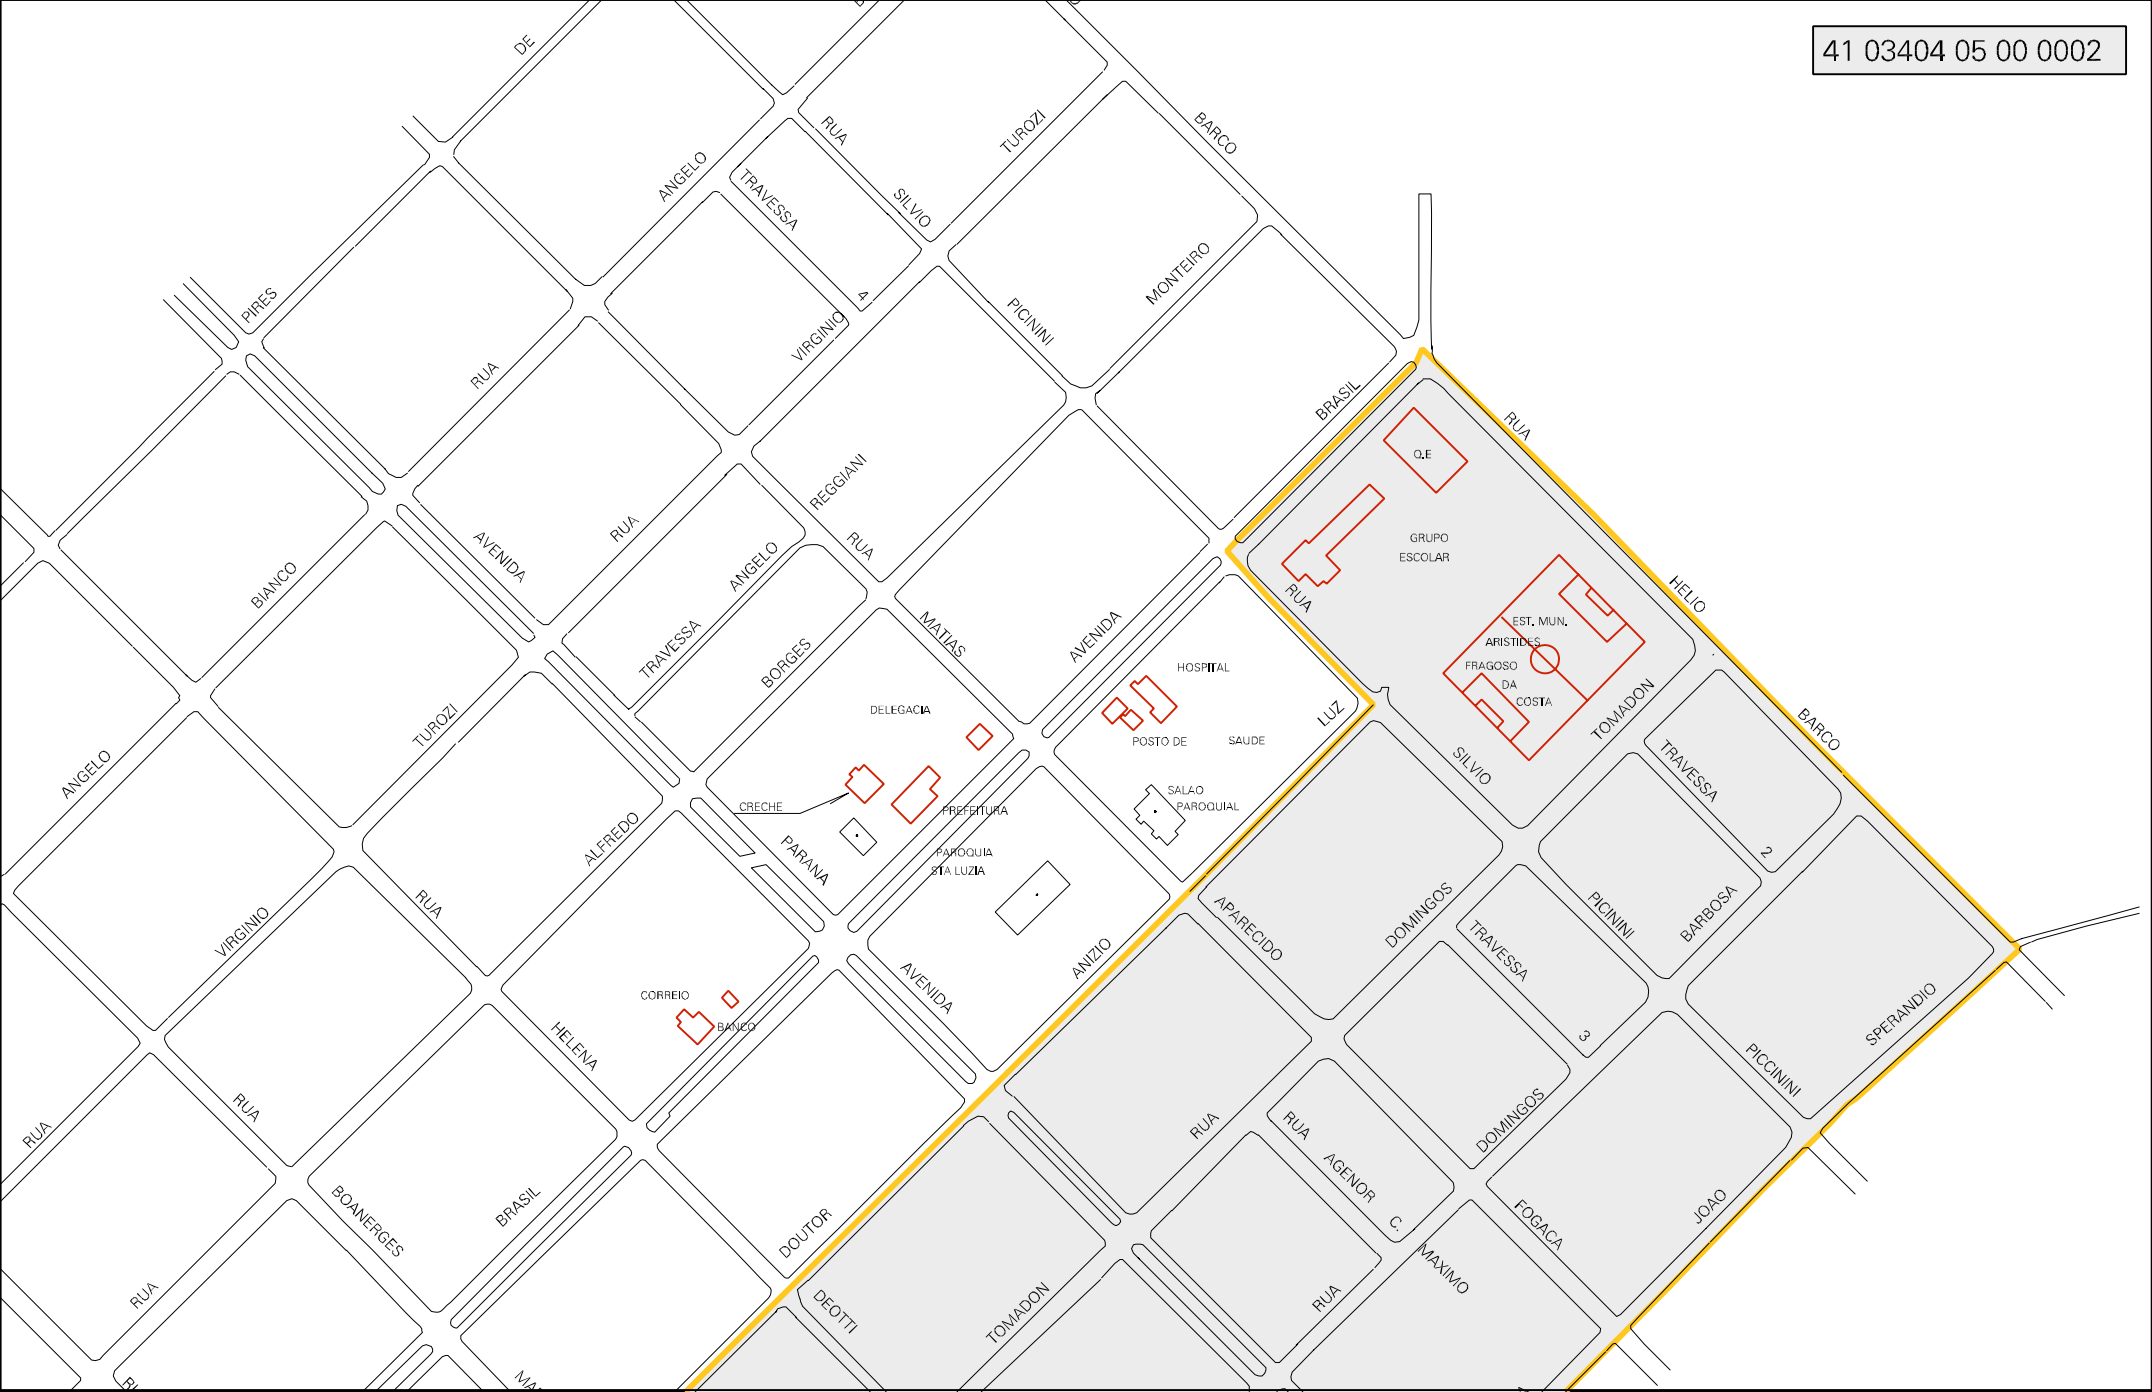 41 03404 05 00 0002
DE
BARCO
RUA
TUROZI
ANGELO
TRAVESSA
SILVIO
MONTEIRO
PIRES
4
VIRGINIO
PICININI
RUA
BRASIL
RUA
Q.E
REGGIANI
RUA
AVENIDA
RUA
GRUPO
ESCOLAR
BIANCO
ANGELO
RUA
HELIO
TRAVESSA
MATIAS
AVENIDA
EST. MUN.
ARISTIDES
FRAGOSO
DA
COSTA
BORGES
HOSPITAL
TUROZI
DELEGACIA
LUZ
TOMADON
BARCO
POSTO DE SAUDE
ANGELO
SILVIO
TRAVESSA
2
SALAO
PAROQUIAL
CRECHE
PREFEITURA
ALFREDO
PARANA
PAROQUIA
STA LUZIA
RUA
VIRGINIO
APARECIDO
DOMINGOS
PICININI
BARBOSA
TRAVESSA
3
ANIZIO
AVENIDA
CORREIO
BANCO
HELENA
SPERANDIO
PICCININI
RUA
RUA
RUA
RUA
AGENOR
C.
DOMINGOS
BOANERGES
BRASIL
DOUTOR
FOGACA
JOAO
MAXIMO
RUA
DEOTTI
TOMADON
RUA